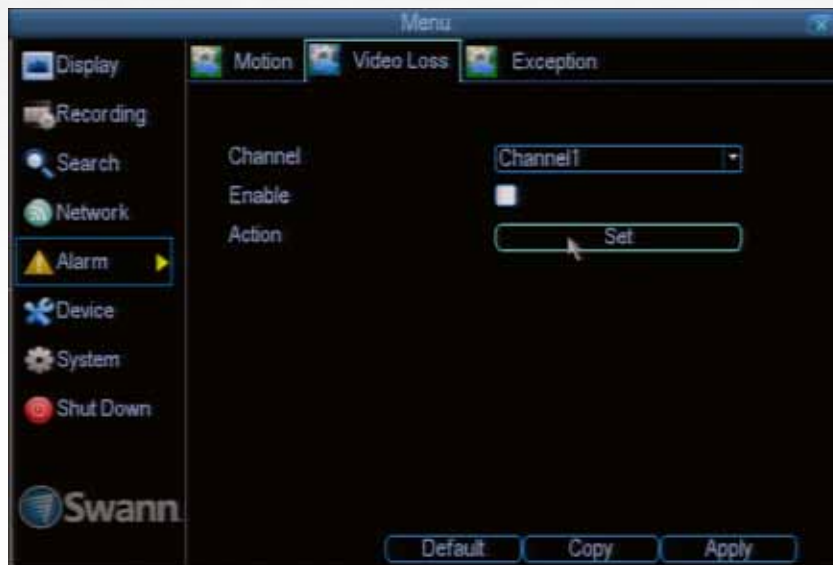 Menu
Display
Recording
Search
Network
Alarm
Device
System
Shut Down
Swann
Motion
Video Loss
Exception
Channel
Channel1
Enable
Action
Set
Default
Copy
Apply